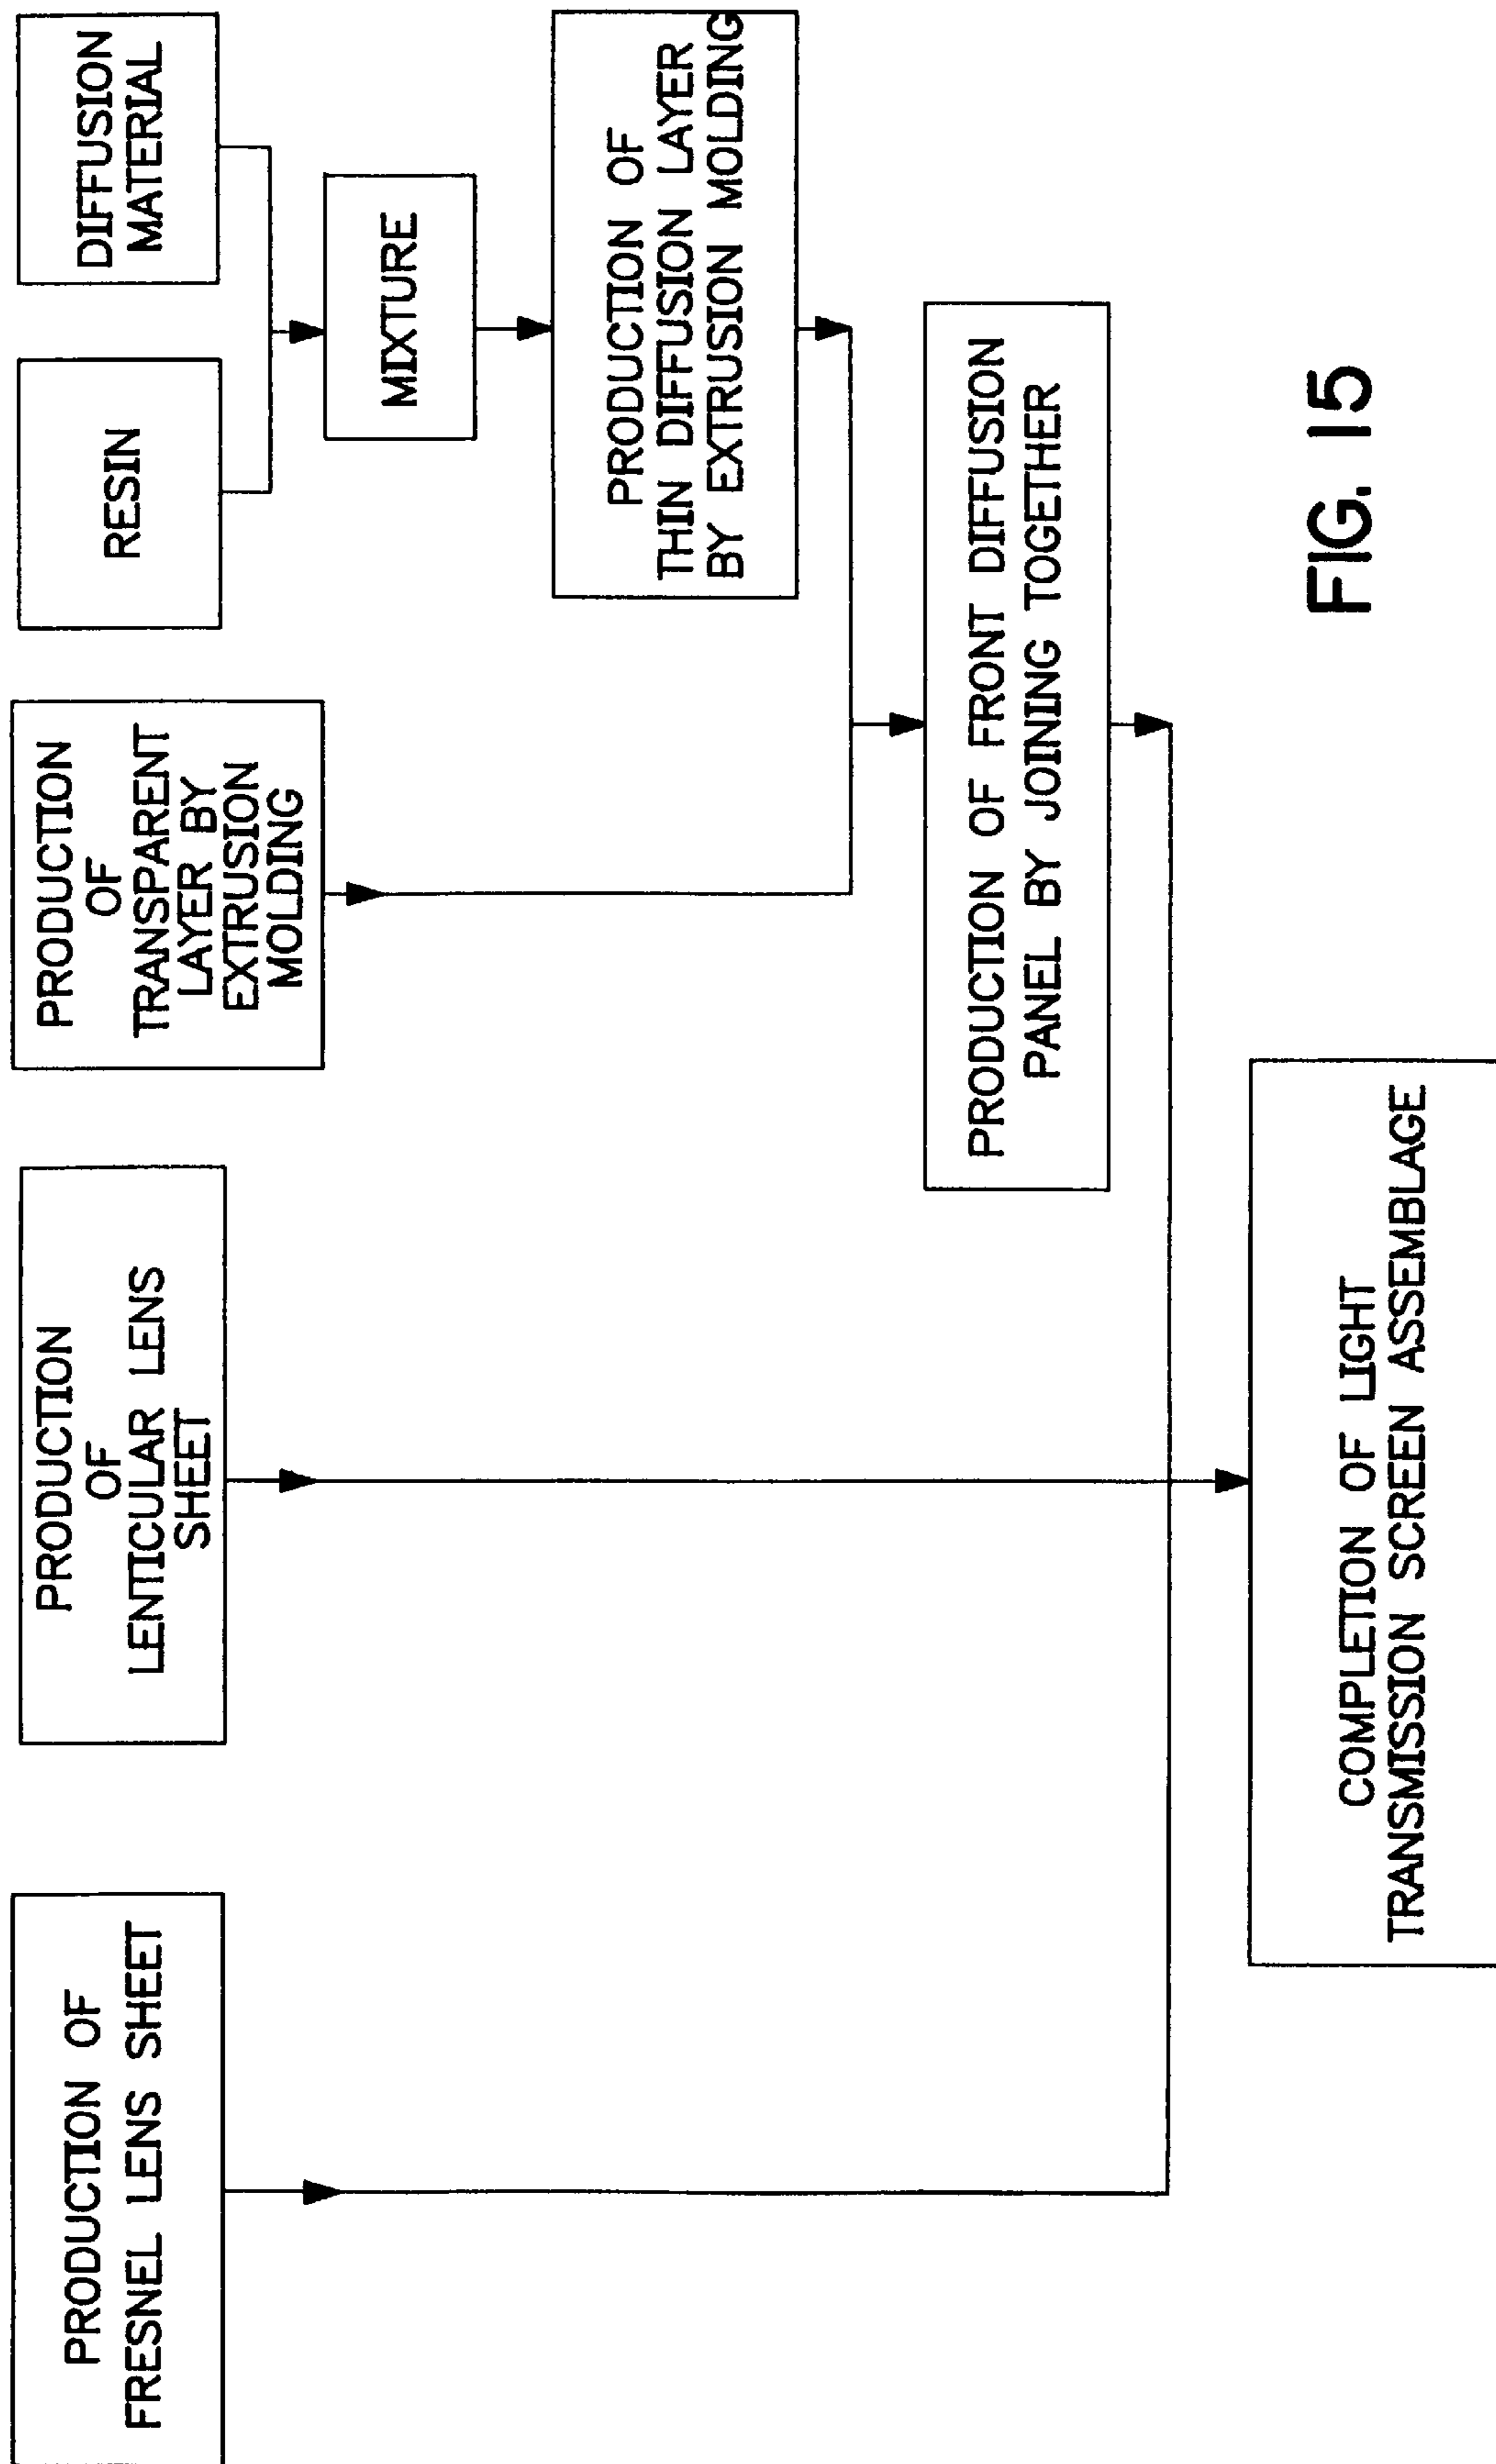 PRODUCTION OF
FRESNEL LENS SHEET
PRODUCTION
OF
LENTICULAR LENS
SHEET
PRODUCTION
OF
TRANSPARENT
LAYER BY
EXTRUSION
MOLDING
RESIN
DIFFUSION
MATERIAL
MIXTURE
PRODUCTION OF
THIN DIFFUSION LAYER
BY EXTRUSION MOLDING
PRODUCTION OF FRONT DIFFUSION
PANEL BY JOINING TOGETHER
COMPLETION OF LIGHT
TRANSMISSION SCREEN ASSEMBLAGE
FIG. 15